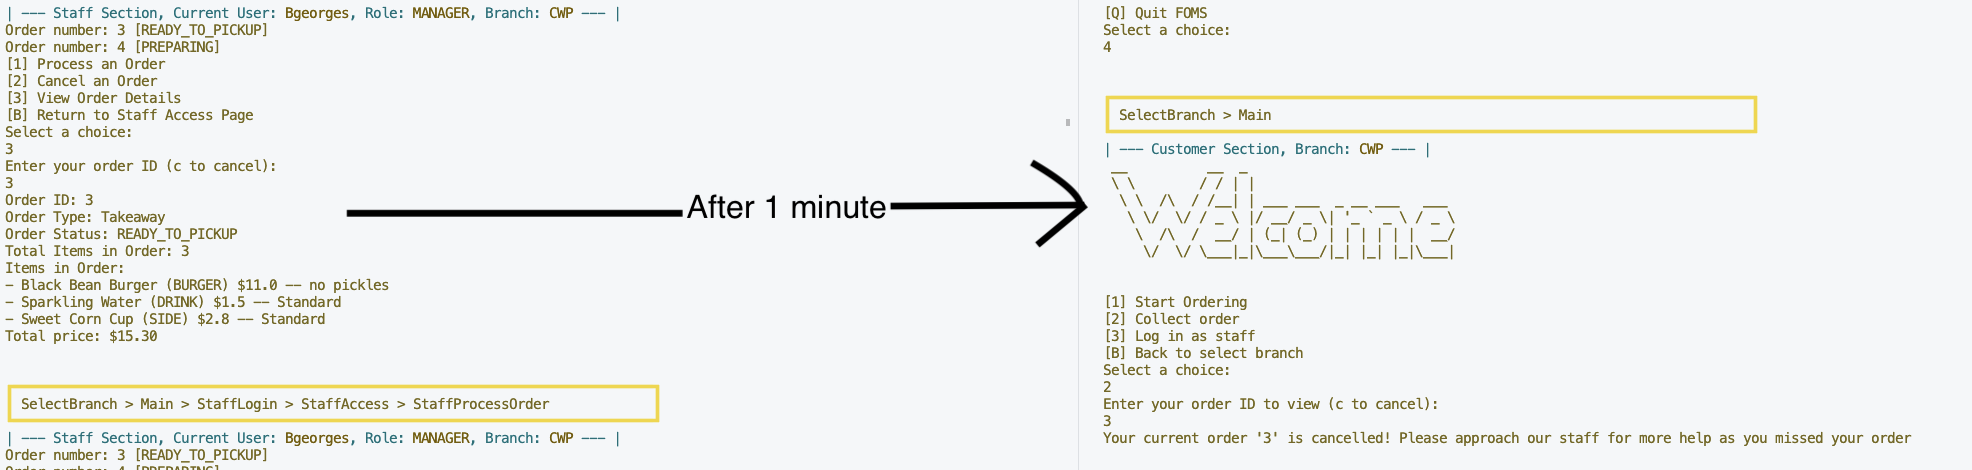 | --- Staff Section, Current User: Bgeorges, Role: MANAGER, Branch: CWP --- |
Order number: 3 [READY_TO_PICKUP]
Order number: 4 [PREPARING]
[1] Process an Order
[2] Cancel an Order
[3] View Order Details
[B] Return to Staff Access Page
Select a choice:
3
Enter your order ID (c to cancel):
3
Order ID: 3
Order Type: Takeaway
Order Status: READY_TO_PICKUP
Total Items in Order: 3
Items in Order:
- Black Bean Burger (BURGER) $11.0 -- no pickles
- Sparkling Water (DRINK) $1.5 -- Standard
- Sweet Corn Cup (SIDE) $2.8 -- Standard
Total price: $15.30
SelectBranch > Main > StaffLogin > StaffAccess > StaffProcessOrder
| --- Staff Section, Current User: Bgeorges, Role: MANAGER, Branch: CWP --- |
Order number: 3 [READY_TO_PICKUP]
Order number: 4 [PREPARING]
After 1 minute
[Q] Quit FOMS
Select a choice:
4
SelectBranch > Main
| --- Customer Section, Branch: CWP --- |
Welcome
[1] Start Ordering
[2] Collect order
[3] Log in as staff
[B] Back to select branch
Select a choice:
2
Enter your order ID to view (c to cancel):
3
Your current order '3' is cancelled! Please approach our staff for more help as you missed your order